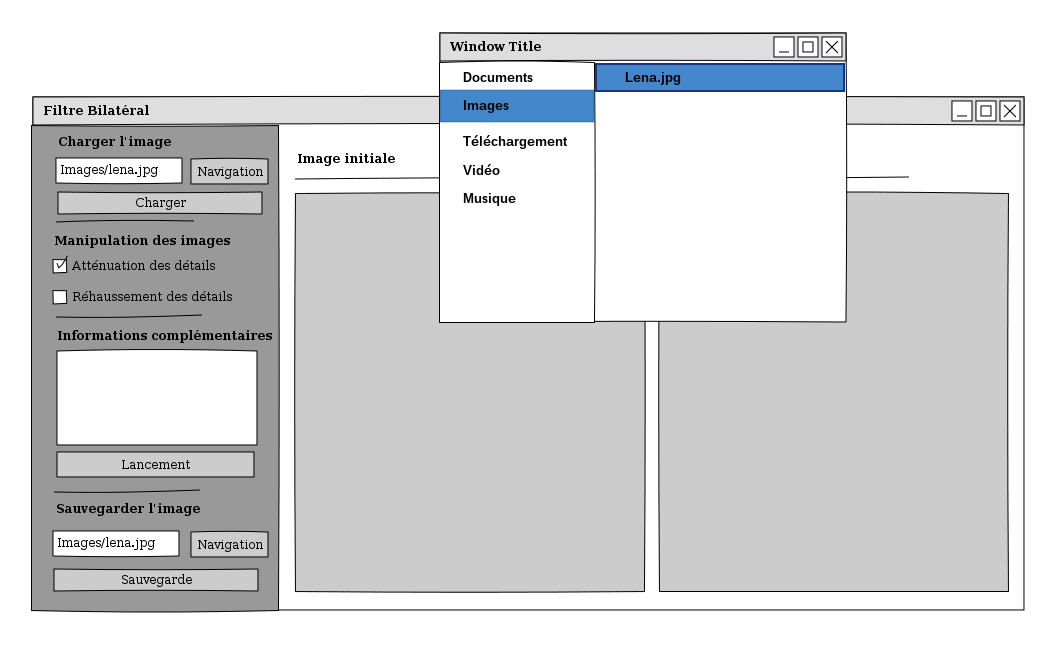 Window Title
Documents
Images
Téléchargement
Vidéo
Musique
Lena.jpg
Filtre Bilatéral
Charger l'image
Images/lena.jpg
Navigation
Charger
Manipulation des images
Atténuation des détails
Réhaussement des détails
Informations complémentaires
Lancement
Sauvegarder l'image
Images/lena.jpg
Navigation
Sauvegarde
Image initiale